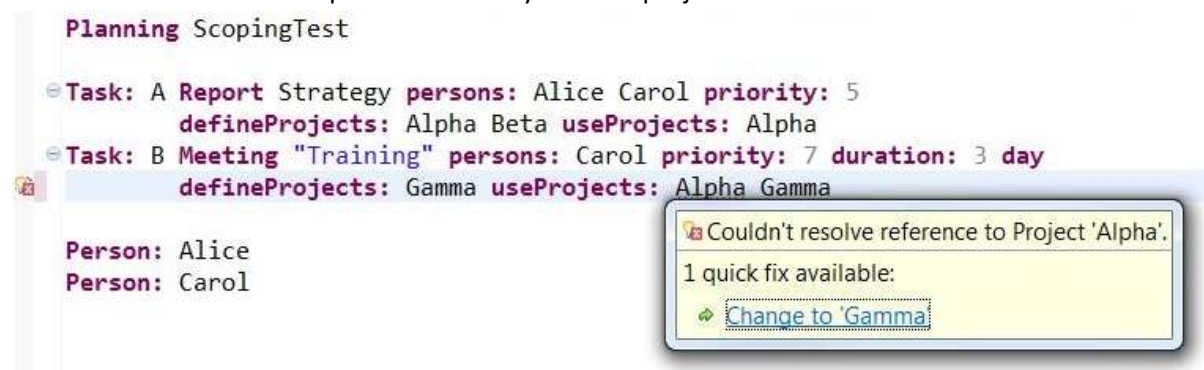 Planning ScopingTest
Task: A Report Strategy persons: Alice Carol priority: 5
defineProjects: Alpha Beta useProjects: Alpha
Task: B Meeting "Training" persons: Carol priority: 7 duration: 3 day
defineProjects: Gamma useProjects: Alpha Gamma
Couldn't resolve reference to Project 'Alpha'.
1 quick fix available:
Change to 'Gamma'
Person: Alice
Person: Carol